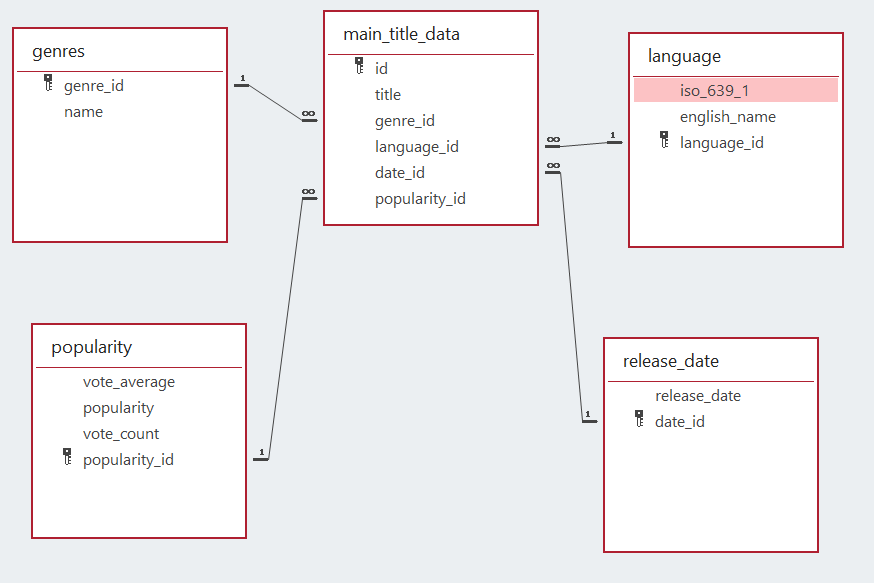 genres
genre_id
name
main_title_data
id
title
genre_id
language_id
date_id
popularity_id
language
iso_639_1
english_name
language_id
popularity
vote_average
popularity
vote_count
popularity_id
release_date
release_date
date_id
1
∞
∞
1
∞
1
∞
1